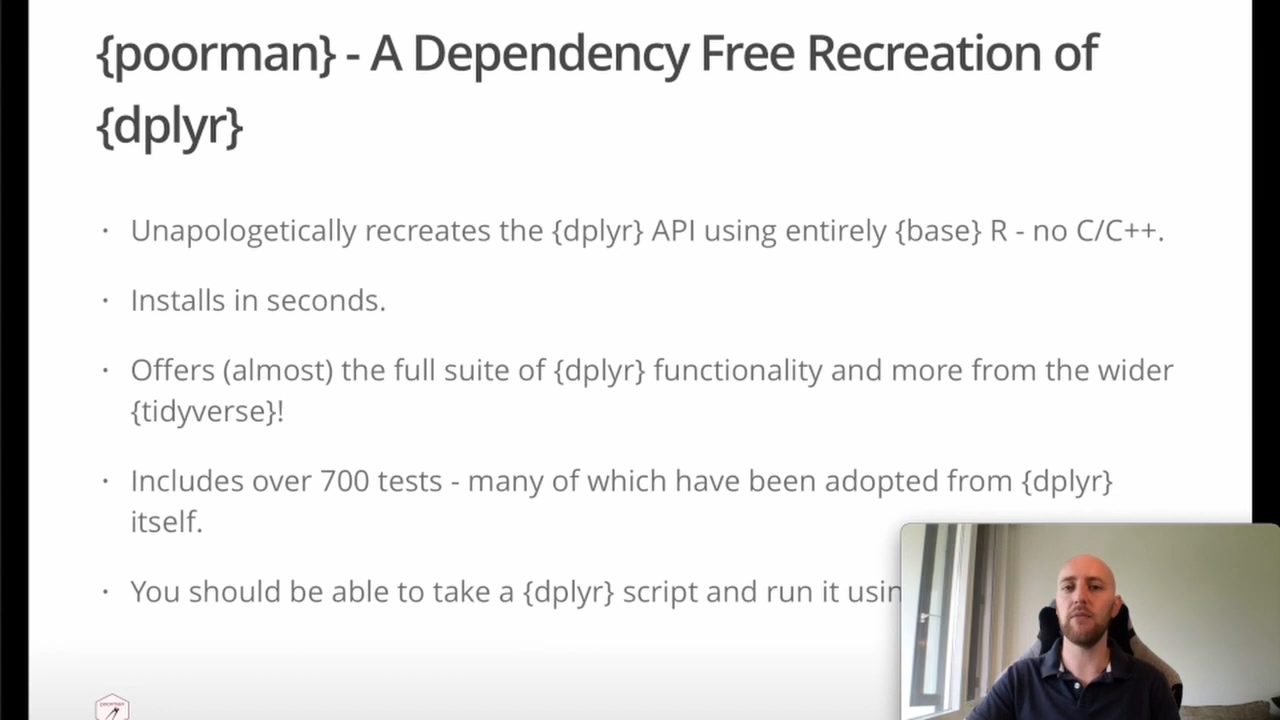 {poorman} - A Dependency Free Recreation of
{dplyr}
· Unapologetically recreates the {dplyr} API using entirely {base} R - no C/C++.
· Installs in seconds.
· Offers (almost) the full suite of {dplyr} functionality and more from the wider
{tidyverse}!
· Includes over 700 tests - many of which have been adopted from {dplyr}
itself.
· You should be able to take a {dplyr} script and run it usin
poorman